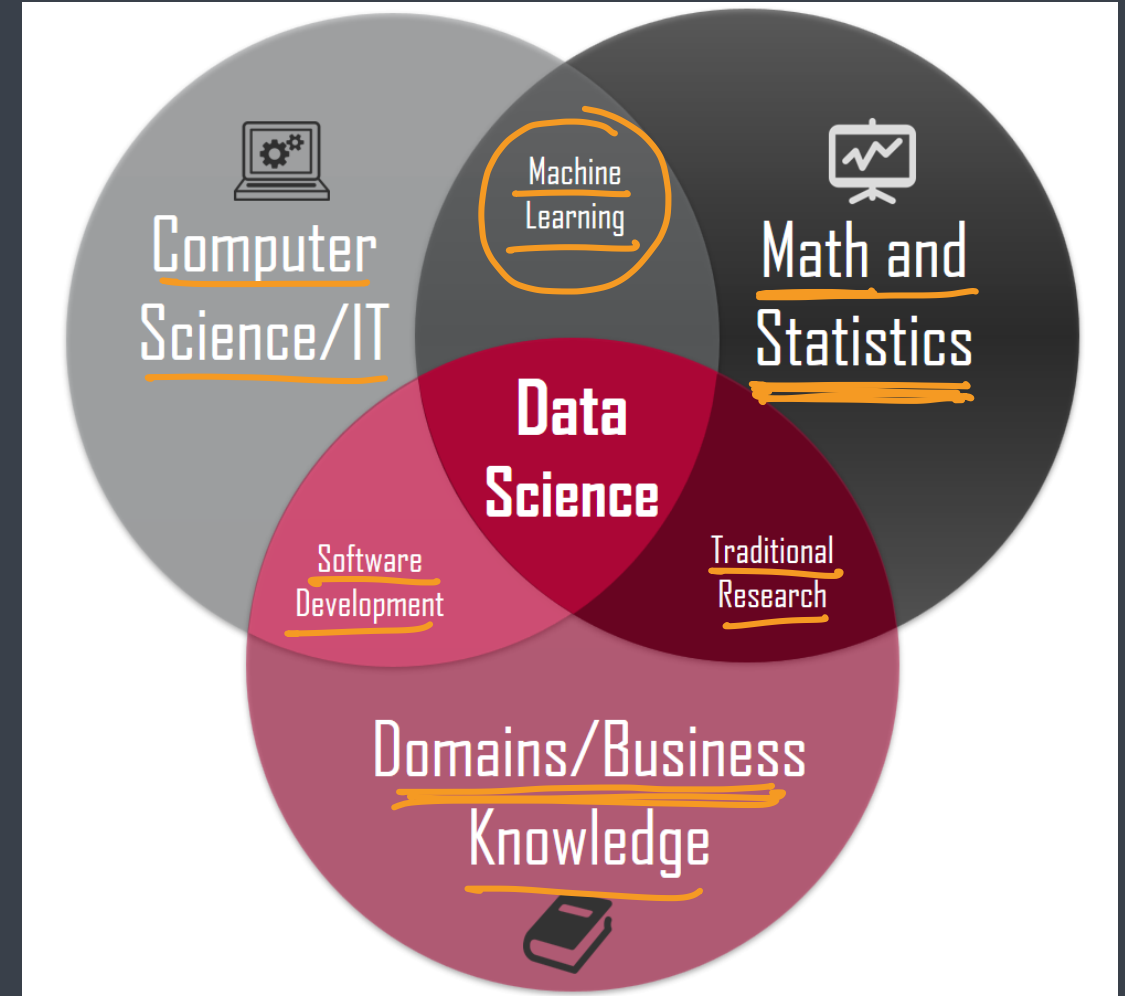 Machine
Learning
Computer
Science/IT
Math and
Statistics
Data
Science
Software
Development
Traditional
Research
Domains/Business
Knowledge